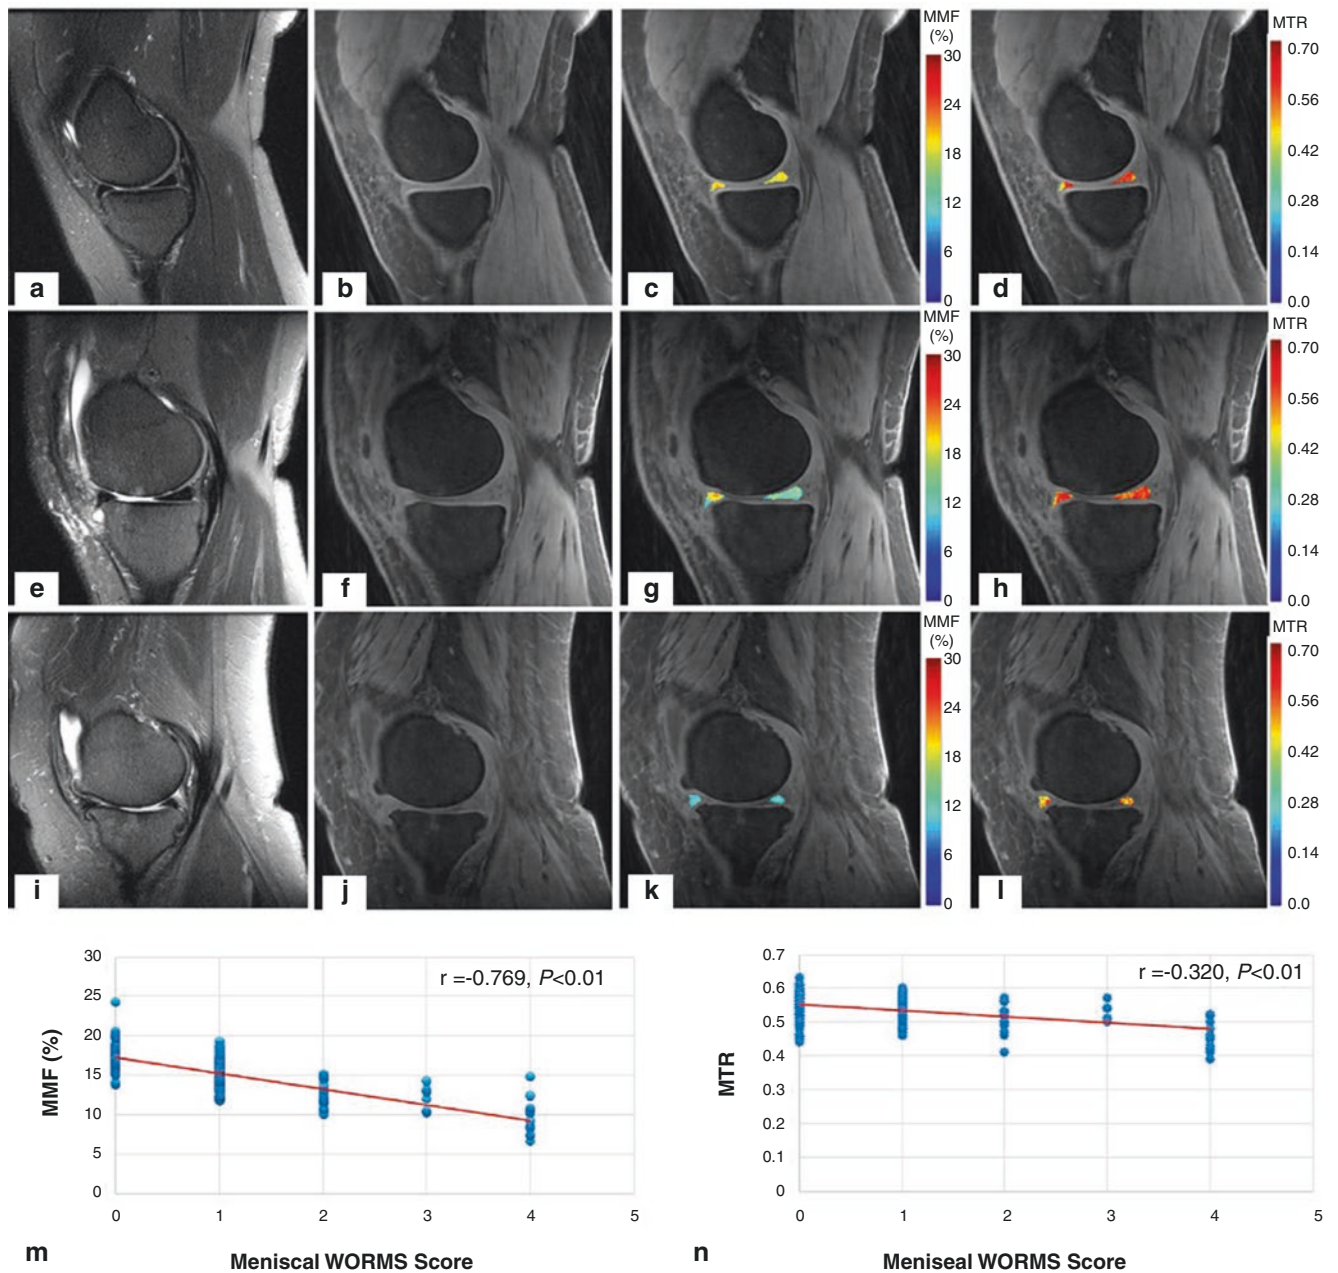 MMF
(%)
30
24
18
12
6
0
MTR
0.70
0.56
0.42
0.28
0.14
0.0
a
b
c
d
MMF
(%)
30
24
18
12
6
0
MTR
0.70
0.56
0.42
0.28
0.14
0.0
e
f
g
h
MMF
(%)
30
24
18
12
6
0
MTR
0.70
0.56
0.42
0.28
0.14
0.0
i
j
k
l
r =-0.769, P<0.01
MMF (%)
30
25
20
15
10
5
0
0 1 2 3 4 5
m
Meniscal WORMS Score
r =-0.320, P<0.01
MTR
0.7
0.6
0.5
0.4
0.3
0.2
0.1
0
0 1 2 3 4 5
n
Meniseal WORMS Score